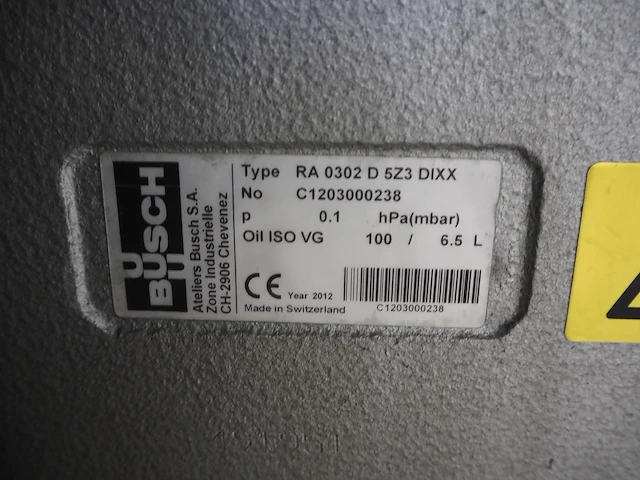 BUSCH
Ateliers Busch S.A.
Zone Industrielle
CH-2906 Chevenez
Type RA 0302 D 5Z3 DIXX
No C1203000238
p 0.1 hPa(mbar)
Oil ISO VG 100 / 6.5 L
CE Year 2012
Made in Switzerland
C1203000238